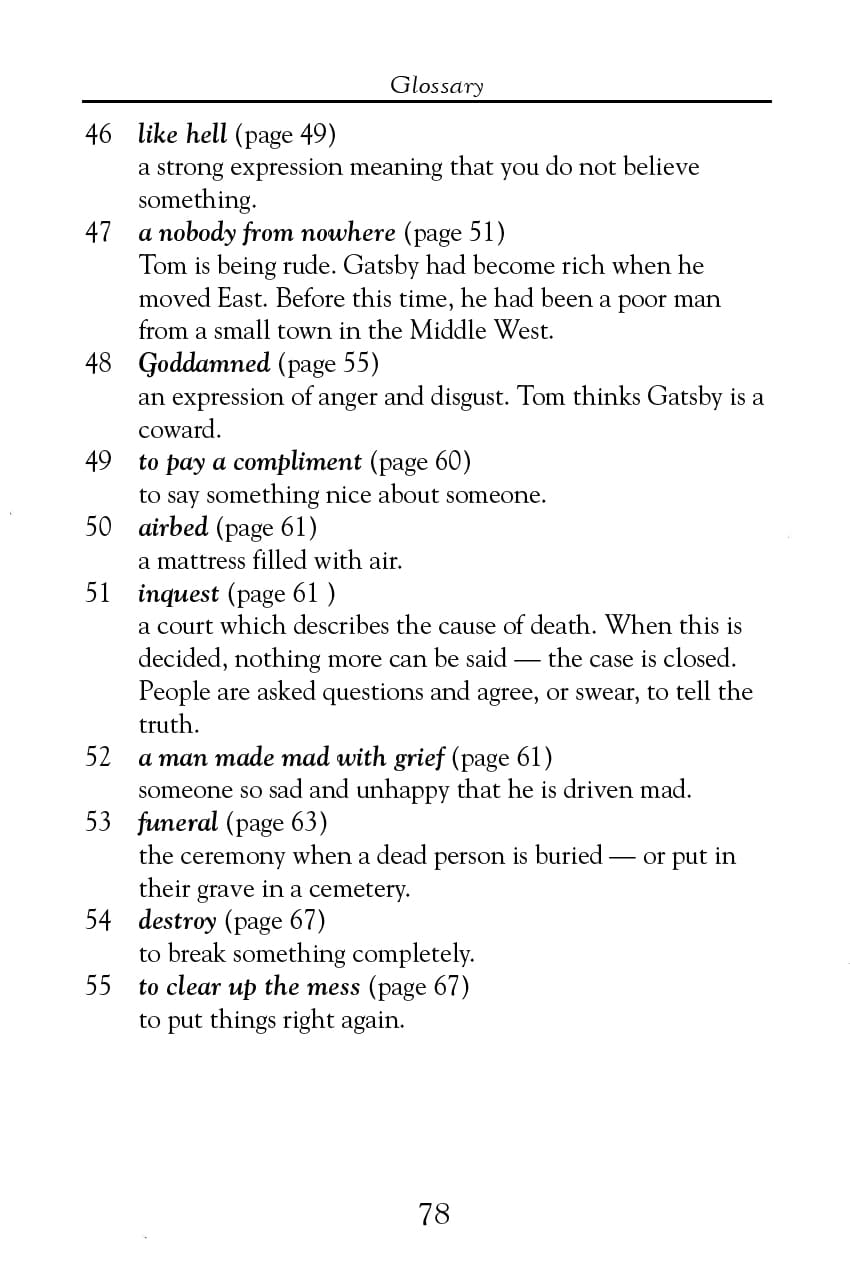 Glossary
46 like hell (page 49)
a strong expression meaning that you do not believe
something.
47 a nobody from nowhere (page 51)
Tom is being rude. Gatsby had become rich when he
moved East. Before this time, he had been a poor man
from a small town in the Middle West.
48 Goddamned (page 55)
an expression of anger and disgust. Tom thinks Gatsby is a
coward.
49 to pay a compliment (page 60)
to say something nice about someone.
50 airbed (page 61)
a mattress filled with air.
51 inquest (page 61 )
a court which describes the cause of death. When this is
decided, nothing more can be said — the case is closed.
People are asked questions and agree, or swear, to tell the
truth.
52 a man made mad with grief (page 61)
someone so sad and unhappy that he is driven mad.
53 funeral (page 63)
the ceremony when a dead person is buried — or put in
their grave in a cemetery.
54 destroy (page 67)
to break something completely.
55 to clear up the mess (page 67)
to put things right again.
78